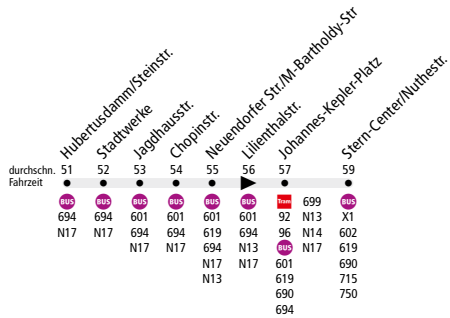 Hubertusdamm/Steinstr.
Stadtwerke
Jagdhausstr.
Chopinstr.
Neuendorfer Str./M-Bartholdy-Str
Lilienthalstr.
Johannes-Kepler-Platz
Stern-Center/Nuthestr.
durchschn. 51 52 53 54 55 56 57 59
Fahrzeit
BUS BUS BUS BUS BUS BUS Tram 699 BUS
694 694 601 601 601 601 92 N13 X1
N17 N17 694 694 619 694 96 N14 602
N17 N17 694 N13 BUS N17 619
N17 N17 601 690
N13 619 715
690 750
694